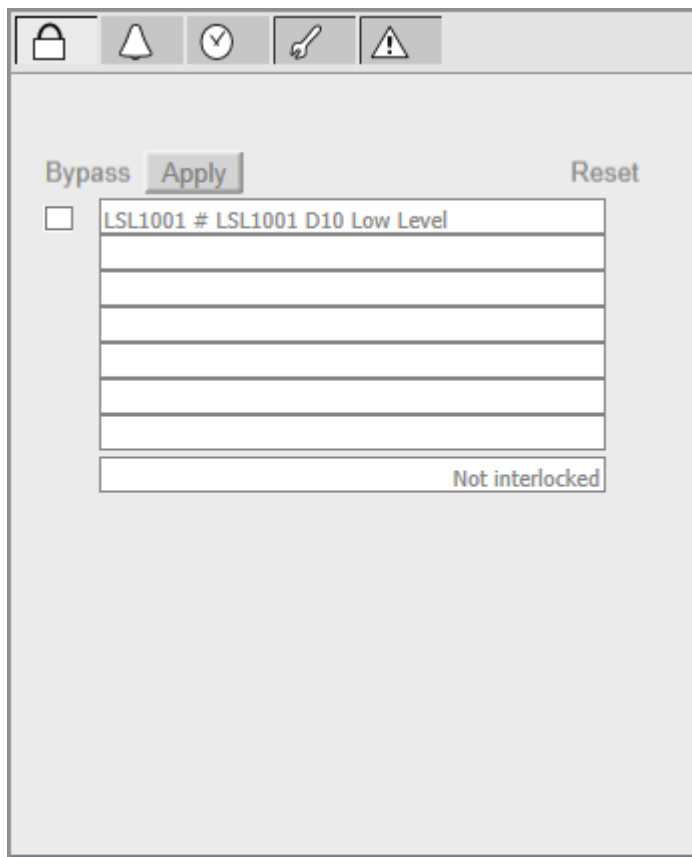 Bypass Apply Reset
LSL1001 # LSL1001 D10 Low Level
Not interlocked